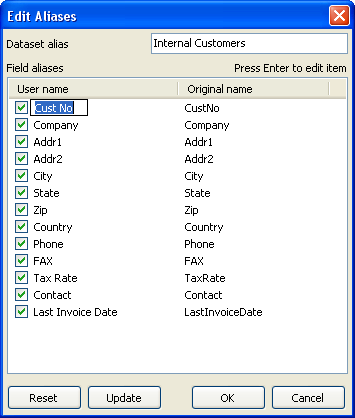 Edit Aliases
Dataset alias Internal Customers
Field aliases Press Enter to edit item
User name Original name
Cust No CustNo
Company Company
Addr1 Addr1
Addr2 Addr2
City City
State State
Zip Zip
Country Country
Phone Phone
FAX FAX
Tax Rate TaxRate
Contact Contact
Last Invoice Date LastInvoiceDate
Reset Update OK Cancel